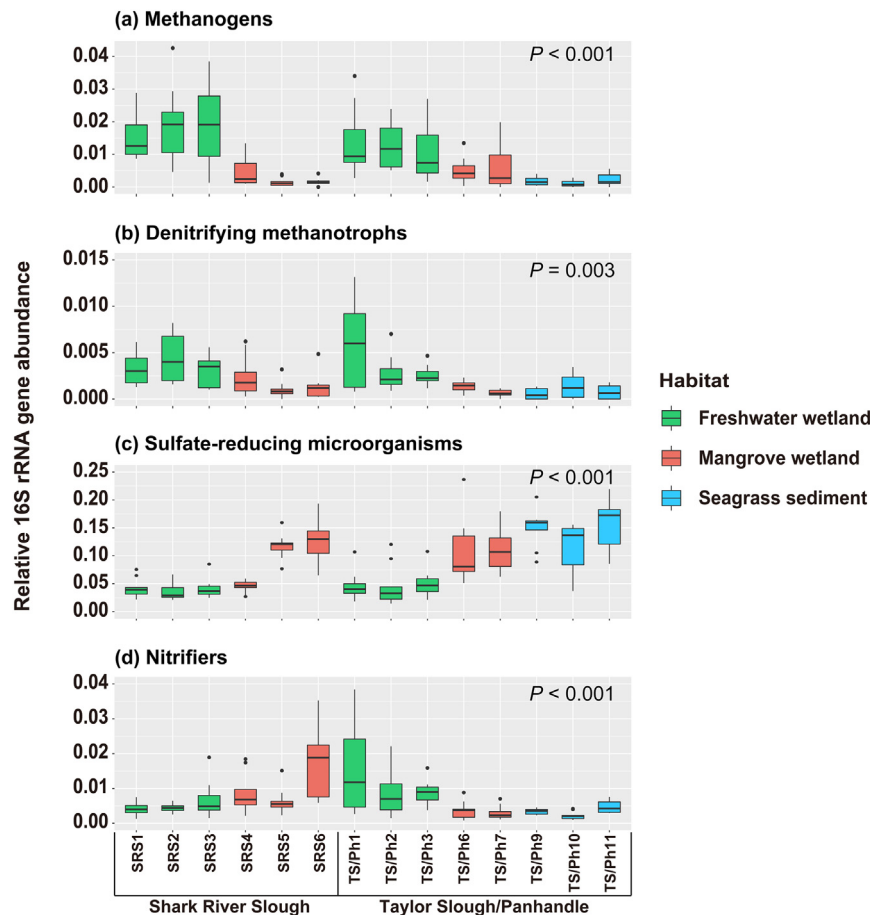 (a) Methanogens
0.04
0.03
0.02
0.01
0.00
P < 0.001
(b) Denitrifying methanotrophs
0.015
0.010
0.005
0.000
P = 0.003
(c) Sulfate-reducing microorganisms
0.25
0.20
0.15
0.10
0.05
0.00
P < 0.001
(d) Nitrifiers
0.04
0.03
0.02
0.01
0.00
P < 0.001
Relative 16S rRNA gene abundance
SRS1
SRS2
SRS3
SRS4
SRS5
SRS6
TS/Ph1
TS/Ph2
TS/Ph3
TS/Ph6
TS/Ph7
TS/Ph9
TS/Ph10
TS/Ph11
Shark River Slough
Taylor Slough/Panhandle
Habitat
Freshwater wetland
Mangrove wetland
Seagrass sediment